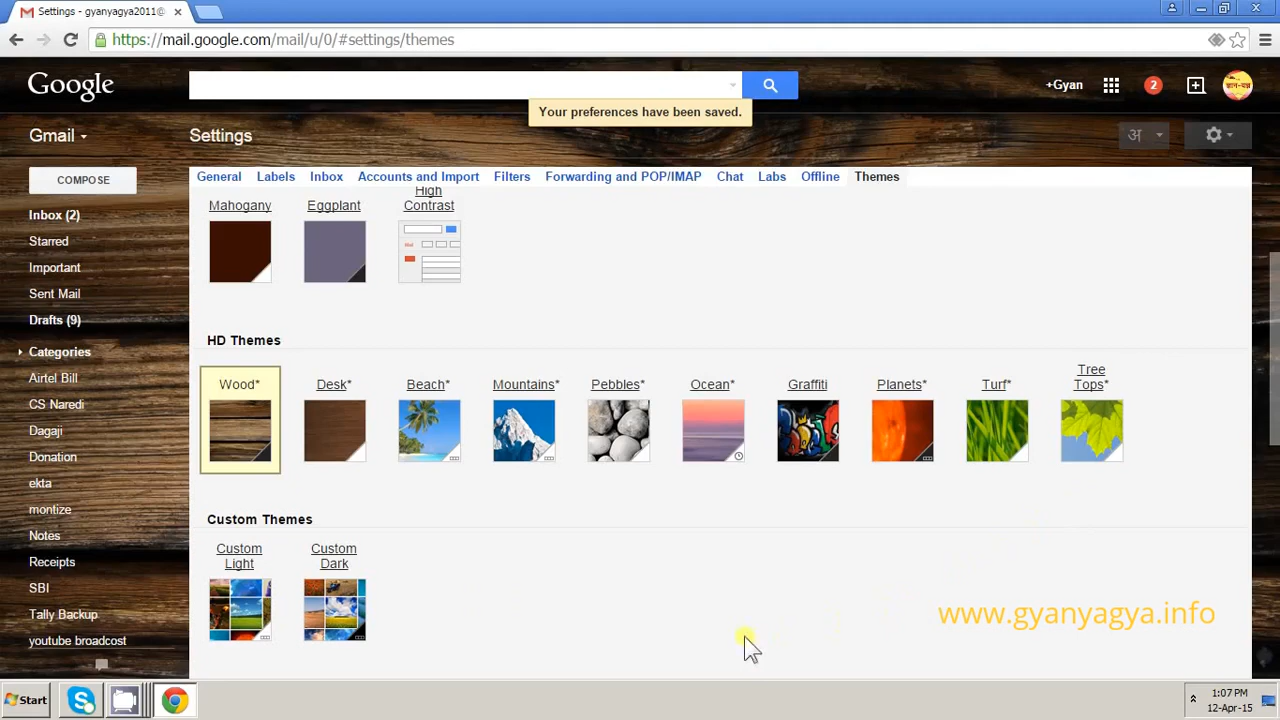 Settings - gyanyagya2011@
https://mail.google.com/mail/u/0/#settings/themes
Google
+Gyan
2
Your preferences have been saved.
Gmail
Settings
अ
COMPOSE
General
Labels
Inbox
Accounts and Import
Filters
Forwarding and POP/IMAP
Chat
Labs
Offline
Themes
Inbox (2)
Starred
Important
Sent Mail
Drafts (9)
Categories
Airtel Bill
CS Naredi
Dagaji
Donation
ekta
montize
Notes
Receipts
SBI
Tally Backup
youtube broadcost
Mahogany
Eggplant
High
Contrast
HD Themes
Wood*
Desk*
Beach*
Mountains*
Pebbles*
Ocean*
Graffiti
Planets*
Turf*
Tree
Tops*
Custom Themes
Custom
Light
Custom
Dark
www.gyanyagya.info
Start
1:07 PM
12-Apr-15